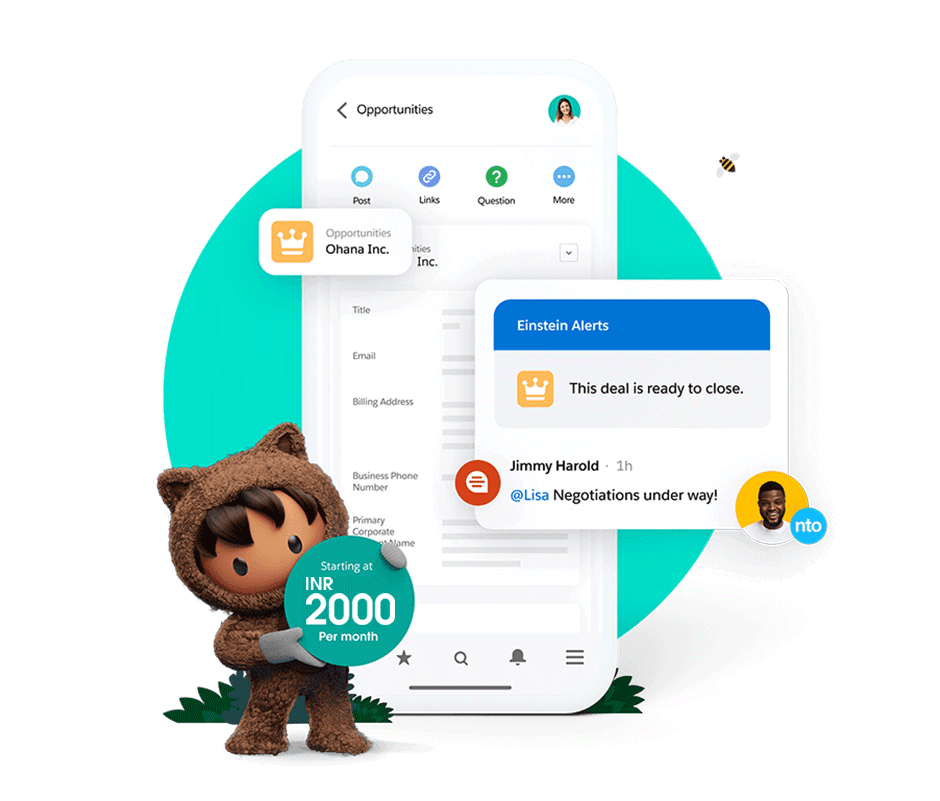 Opportunities
Post
Links
Question
More
Opportunities
Ohana Inc.
ities
Inc.
Title
Email
Billing Address
Business Phone
Number
Primary
Corporate
Name
Einstein Alerts
This deal is ready to close.
Jimmy Harold · 1h
@Lisa Negotiations under way!
nto
Starting at
INR
2000
Per month